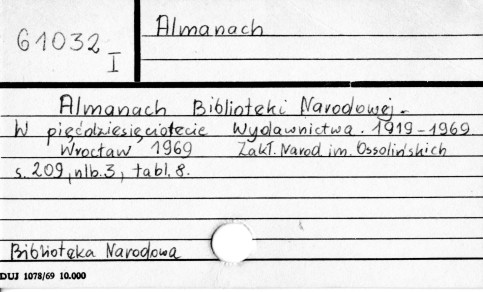 61032
I
Almanach
Almanach Biblioteki Narodowej.
W pięćdziesięciolecie Wydawnictwa. 1919-1969
Wrocław 1969 Zakł. Narod im. Ossolińskich
s. 209, nlb. 3, tabl. 8.
Biblioteka Narodowa
DUJ 1078/69 10.000